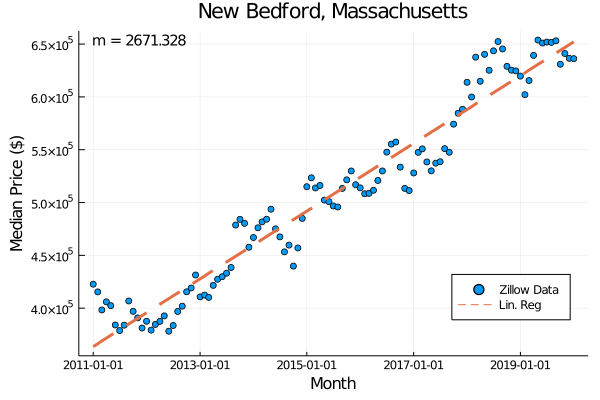 New Bedford, Massachusetts
m = 2671.328
6.5×10⁵
6.0×10⁵
5.5×10⁵
5.0×10⁵
4.5×10⁵
4.0×10⁵
Median Price ($)
Zillow Data
Lin. Reg
2011-01-01 2013-01-01 2015-01-01 2017-01-01 2019-01-01
Month